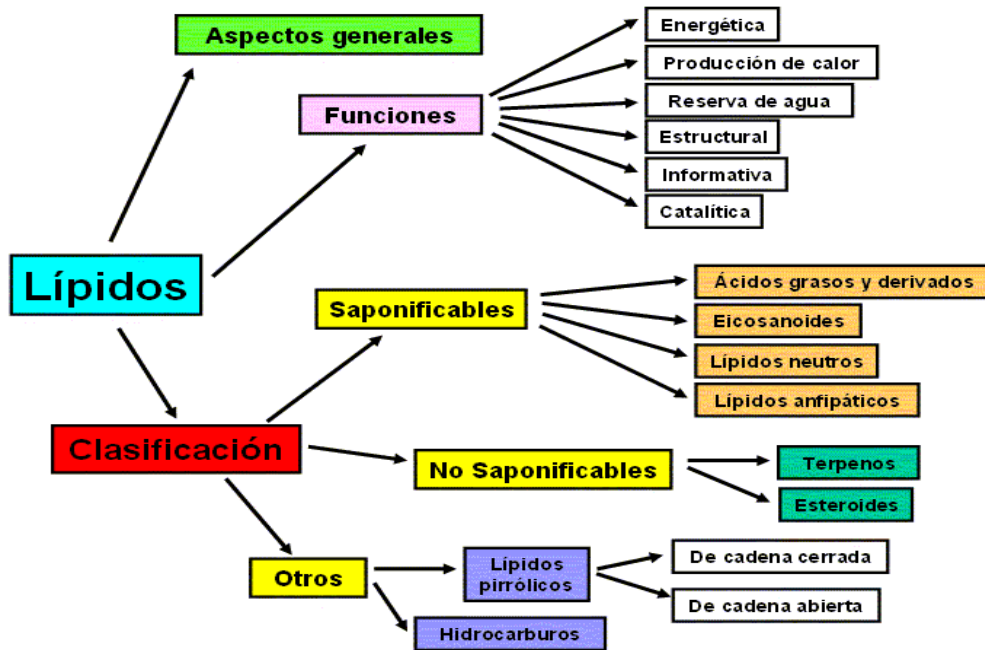 Aspectos generales
Funciones
Energética
Producción de calor
Reserva de agua
Estructural
Informativa
Catalítica
Lípidos
Saponificables
Ácidos grasos y derivados
Eicosanoides
Lípidos neutros
Lípidos anfipáticos
Clasificación
No Saponificables
Terpenos
Esteroides
Otros
Lípidos
pirrólicos
De cadena cerrada
De cadena abierta
Hidrocarburos